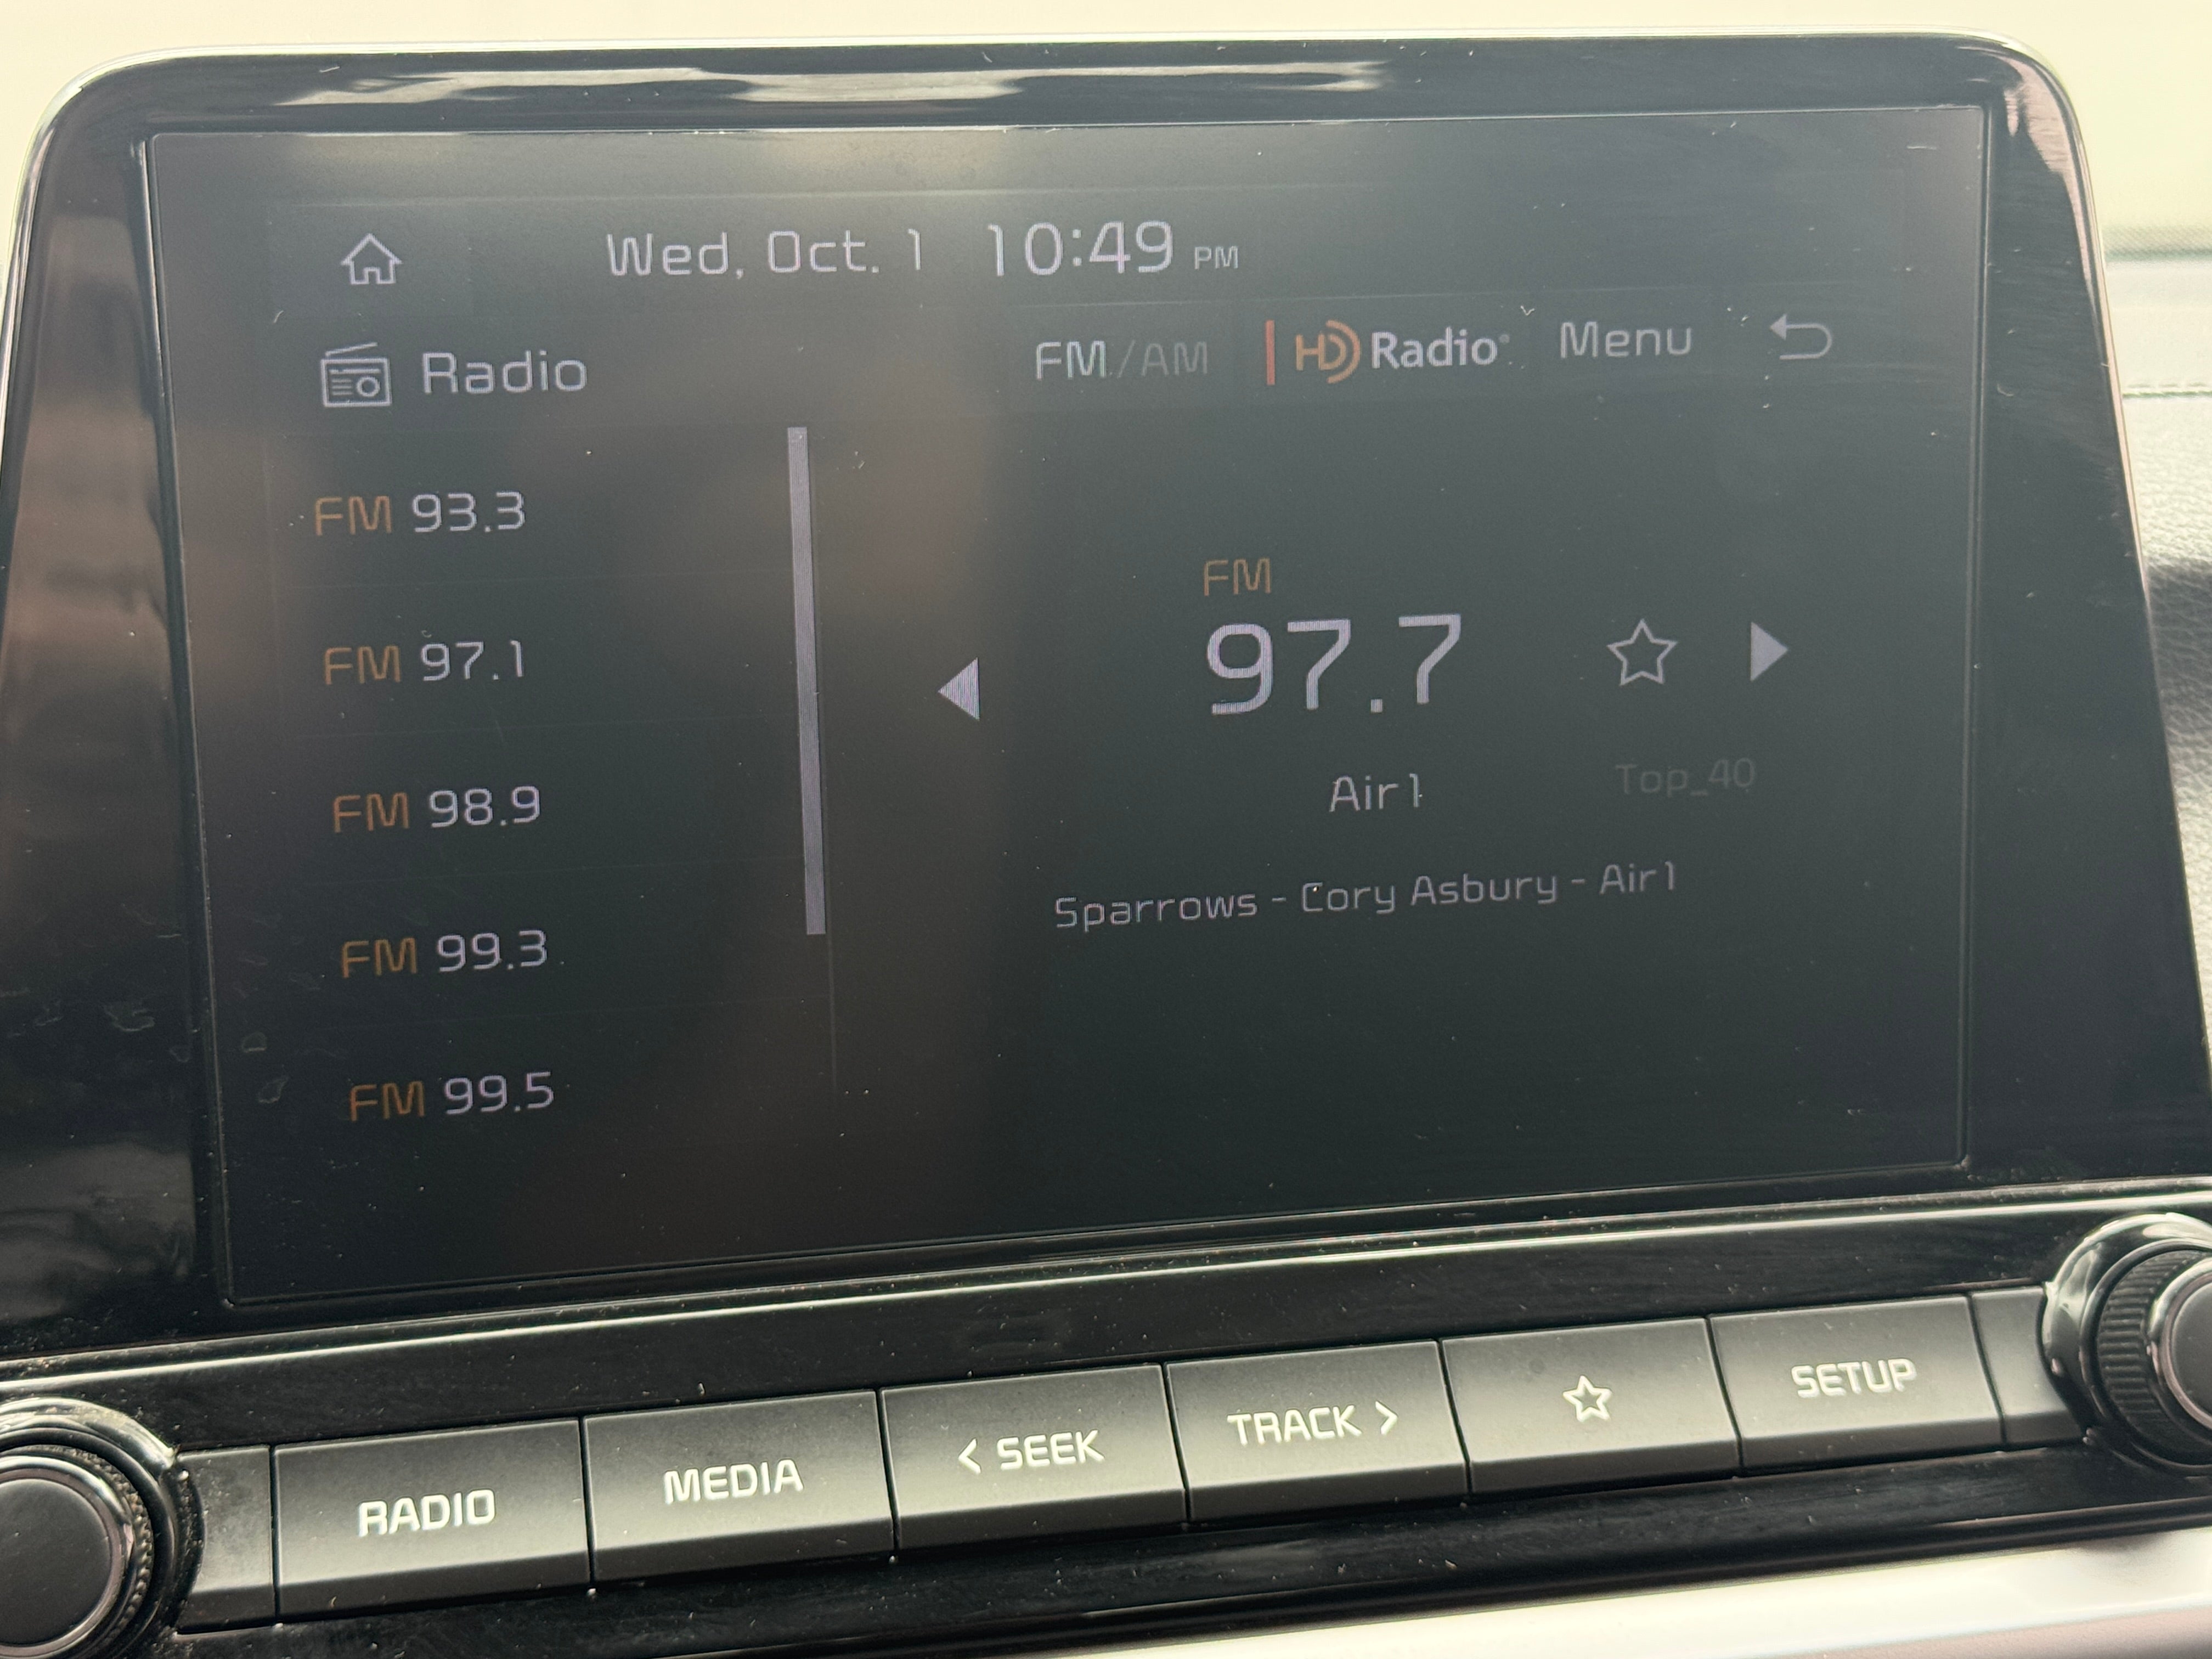 Wed, Oct. 1 10:49 PM
Radio
FM/AM HD Radio® Menu
FM 93.3
FM 97.1
FM 98.9
FM 99.3
FM 99.5
FM
97.7
Air1 Top_40
Sparrows - Cory Asbury - Air1
RADIO MEDIA < SEEK TRACK > SETUP